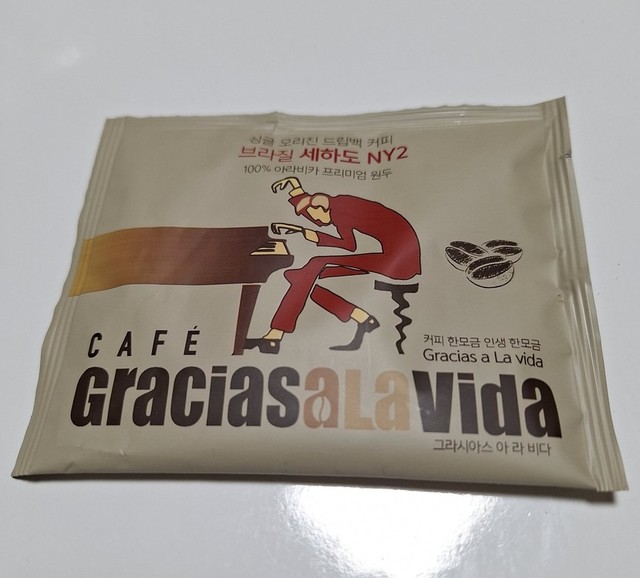 싱글 오리진 드립백 커피
브라질 세하도 NY2
100% 아라비카 프리미엄 원두
커피 한모금 인생 한모금
Gracias a La vida
CAFÉ
GraciasaLaVida
그라시아스 아 라 비다